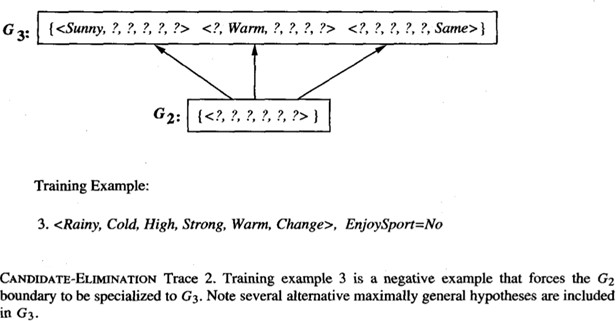 G3: {<Sunny, ?, ?, ?, ?, ?> <?, Warm, ?, ?, ?, ?> <?, ?, ?, ?, ?, Same>}
G2: {<?, ?, ?, ?, ?, ?> }
Training Example:
3. <Rainy, Cold, High, Strong, Warm, Change>, EnjoySport=No
CANDIDATE-ELIMINATION Trace 2. Training example 3 is a negative example that forces the G2
boundary to be specialized to G3. Note several alternative maximally general hypotheses are included
in G3.